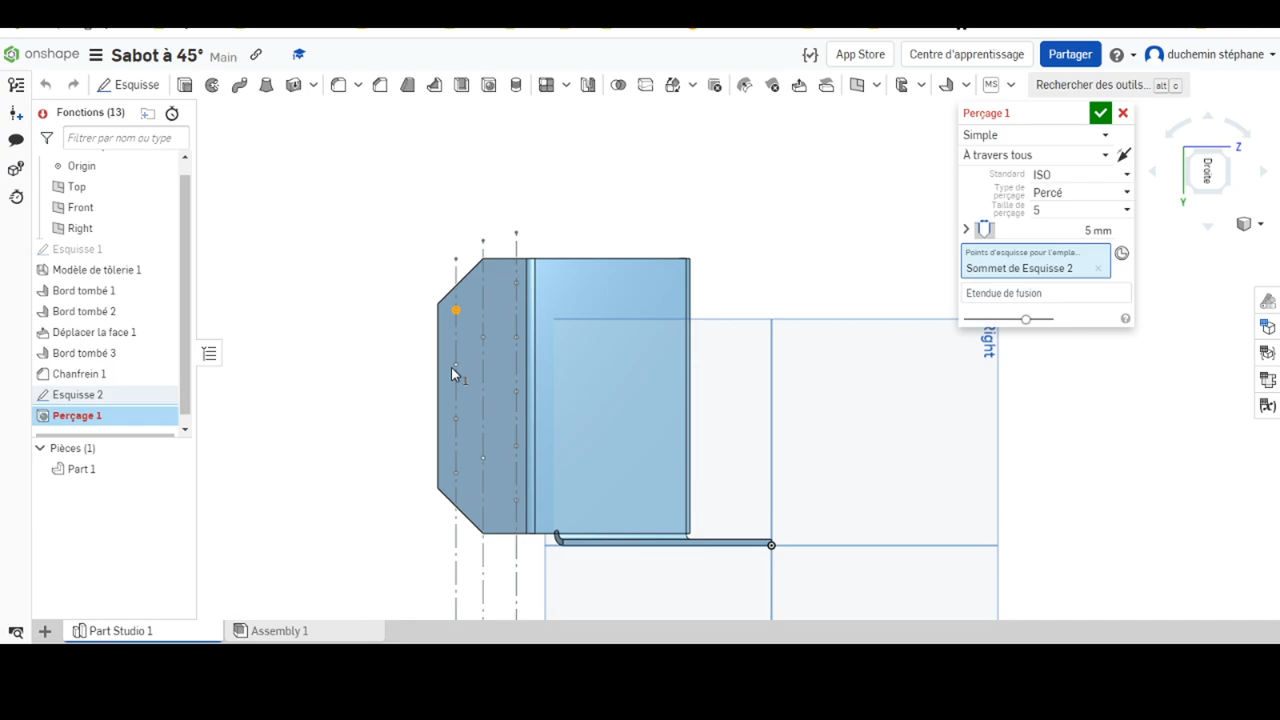 onshape Sabot à 45° Main App Store Centre d'apprentissage Partager duchemin stéphane
Esquisse MS Rechercher des outils... alt c
Fonctions (13)
Filtrer par nom ou type
Origin
Top
Front
Right
Esquisse 1
Modèle de tôlerie 1
Bord tombé 1
Bord tombé 2
Déplacer la face 1
Bord tombé 3
Chanfrein 1
Esquisse 2
Perçage 1
Pièces (1)
Part 1
Perçage 1
Simple
À travers tous
Standard ISO
Type de perçage Percé
Taille de perçage 5
5 mm
Points d'esquisse pour l'empla...
Sommet de Esquisse 2
Etendue de fusion
Z
Droite
Y
Right
1
Part Studio 1 Assembly 1